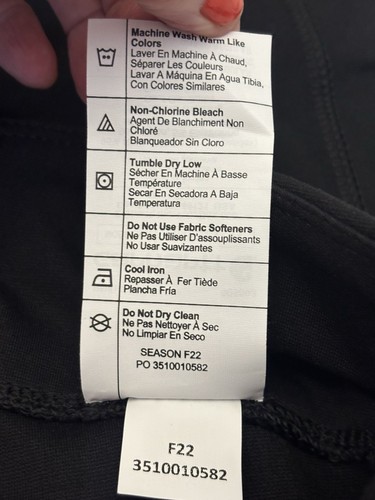 Machine Wash Warm Like
Colors
Laver En Machine À Chaud,
Séparer Les Couleurs
Lavar A Máquina En Agua Tibia,
Con Colores Similares
Non-Chlorine Bleach
Agent De Blanchiment Non
Chloré
Blanqueador Sin Cloro
Tumble Dry Low
Sécher En Machine À Basse
Température
Secar En Secadora A Baja
Temperatura
Do Not Use Fabric Softeners
Ne Pas Utiliser D'assouplissants
No Usar Suavizantes
Cool Iron
Repasser À Fer Tiède
Plancha Fría
Do Not Dry Clean
Ne Pas Nettoyer À Sec
No Limpiar En Seco
SEASON F22
PO 3510010582
F22
3510010582